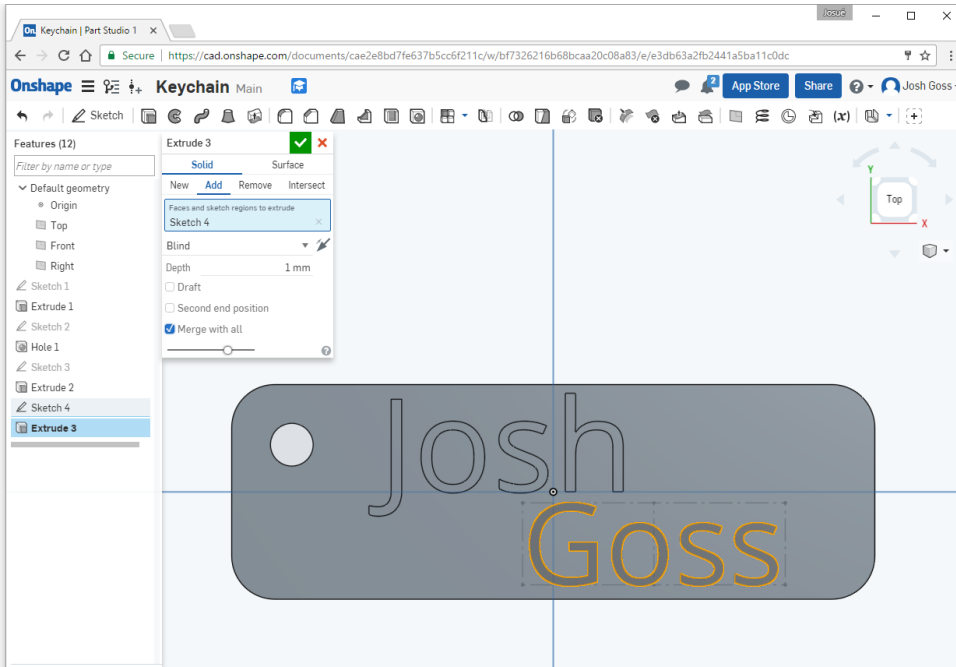 Josué
On. Keychain | Part Studio 1 ×
Secure | https://cad.onshape.com/documents/cae2e8bd7fe637b5cc6f211c/w/bf7326216b68bcaa20c08a83/e/e3db63a2fb2441a5ba11c0dc
Onshape Keychain Main 2 App Store Share ? Josh Goss
Sketch (x)
Features (12)
Filter by name or type
Default geometry
Origin
Top
Front
Right
Sketch 1
Extrude 1
Sketch 2
Hole 1
Sketch 3
Extrude 2
Sketch 4
Extrude 3
Extrude 3
Solid Surface
New Add Remove Intersect
Faces and sketch regions to extrude
Sketch 4
Blind
Depth 1 mm
Draft
Second end position
Merge with all
Y
Top
X
Josh
Goss